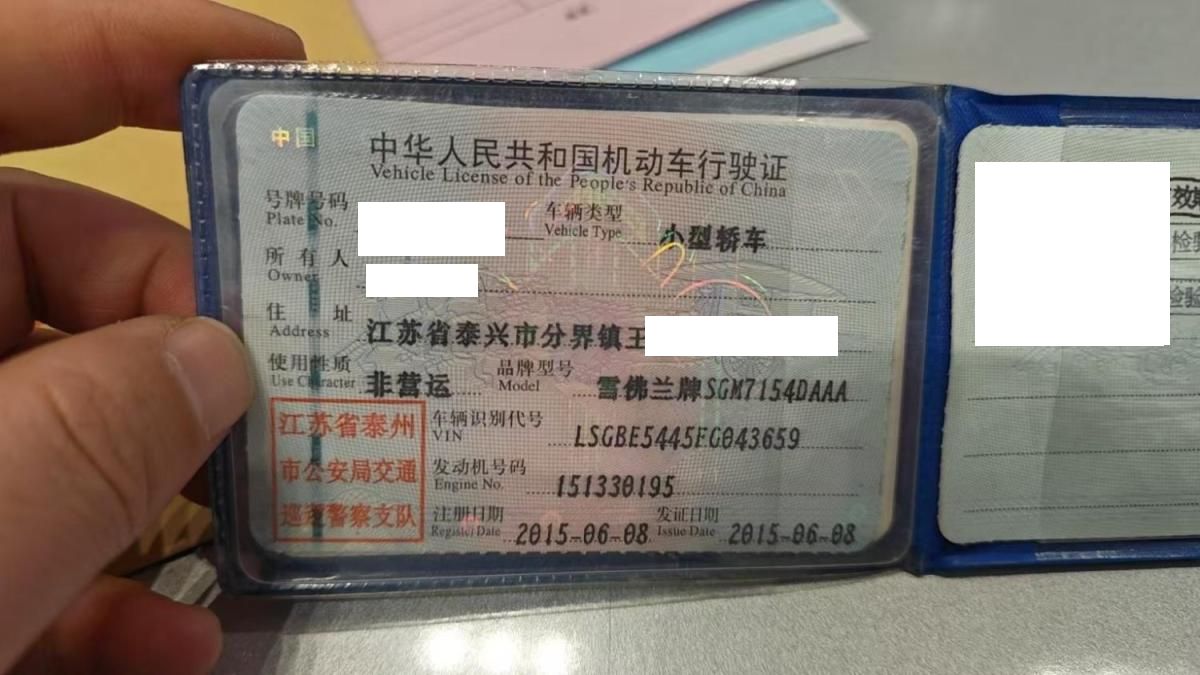 中国
中华人民共和国机动车行驶证
Vehicle License of the People's Republic of China
号牌号码
Plate No.
车辆类型
Vehicle Type
小型轿车
所有人
Owner
住址
Address
江苏省泰兴市分界镇王
使用性质
Use Character
非营运
品牌型号
Model
雪佛兰牌SGM7154DAAA
江苏省泰州
市公安局交通
巡逻警察支队
车辆识别代号
VIN
LSGBE5445FG043659
发动机号码
Engine No.
151330195
注册日期
Register Date
2015-06-08
发证日期
Issue Date
2015-06-08
检验
检验